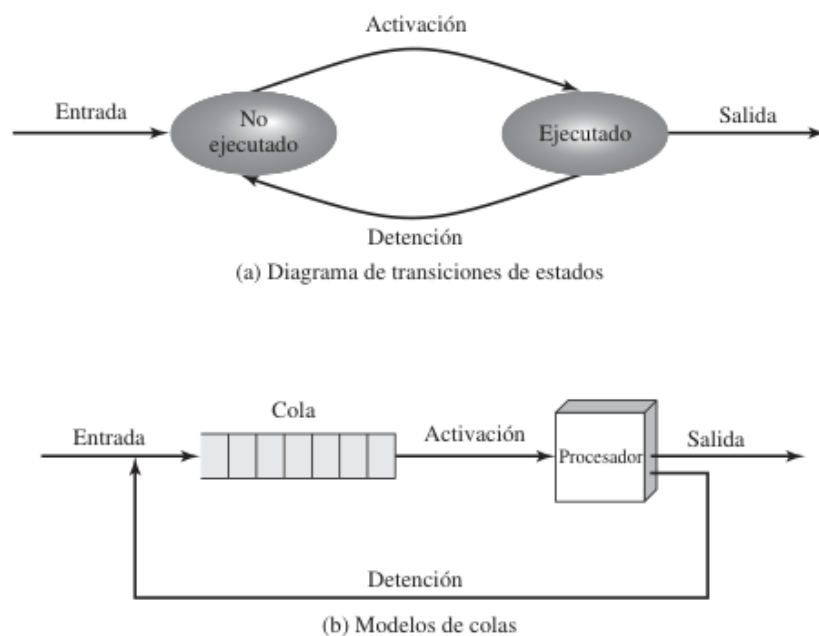 Activación
Entrada
No
ejecutado
Ejecutado
Salida
Detención
(a) Diagrama de transiciones de estados
Cola
Entrada
Activación
Procesador
Salida
Detención
(b) Modelos de colas